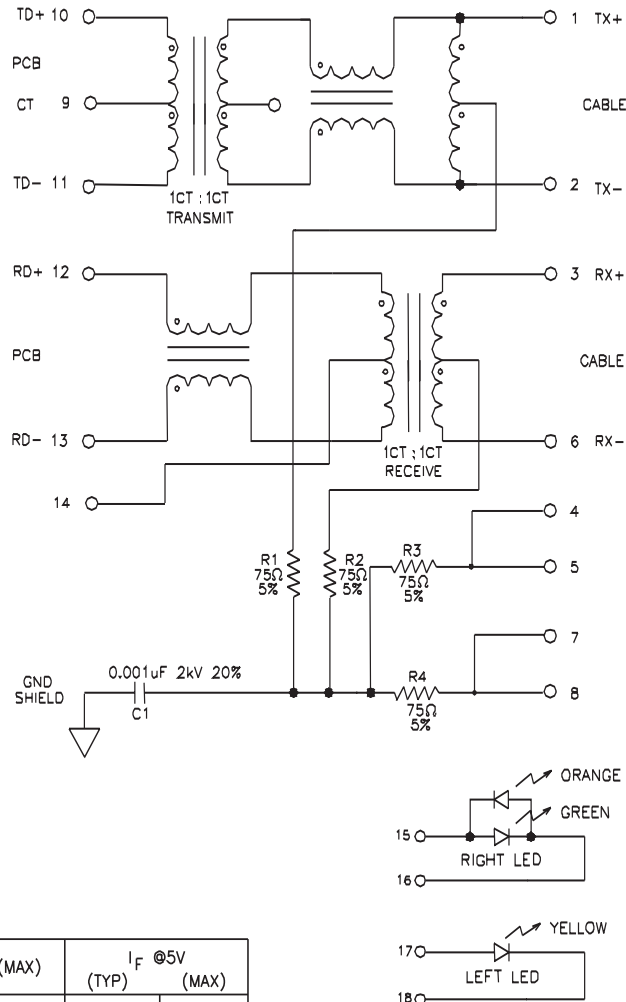 TD+ 10
1 TX+
PCB
CT 9
CABLE
TD- 11
2 TX-
1CT : 1CT
TRANSMIT
RD+ 12
3 RX+
PCB
CABLE
RD- 13
6 RX-
1CT : 1CT
RECEIVE
14
4
R1
75Ω
5%
R2
75Ω
5%
R3
75Ω
5%
5
7
GND
SHIELD
0.001uF 2kV 20%
C1
R4
75Ω
5%
8
ORANGE
GREEN
15
RIGHT LED
16
YELLOW
17
LEFT LED
18
(MAX)
IF @5V
(TYP) (MAX)